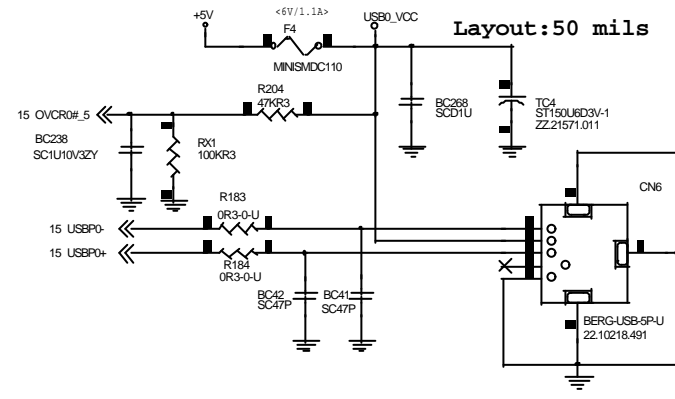 +5V
<6V/1.1A>
F4
MINISMDC110
USB0_VCC
Layout:50 mils
R204
47KR3
15 OVCR0#_5
BC238
SC1U10V3ZY
RX1
100KR3
BC268
SCD1U
TC4
ST150U6D3V-1
ZZ.21571.011
CN6
R183
0R3-0-U
15 USBP0-
15 USBP0+
R184
0R3-0-U
BC42
SC47P
BC41
SC47P
BERG-USB-5P-U
22.10218.491